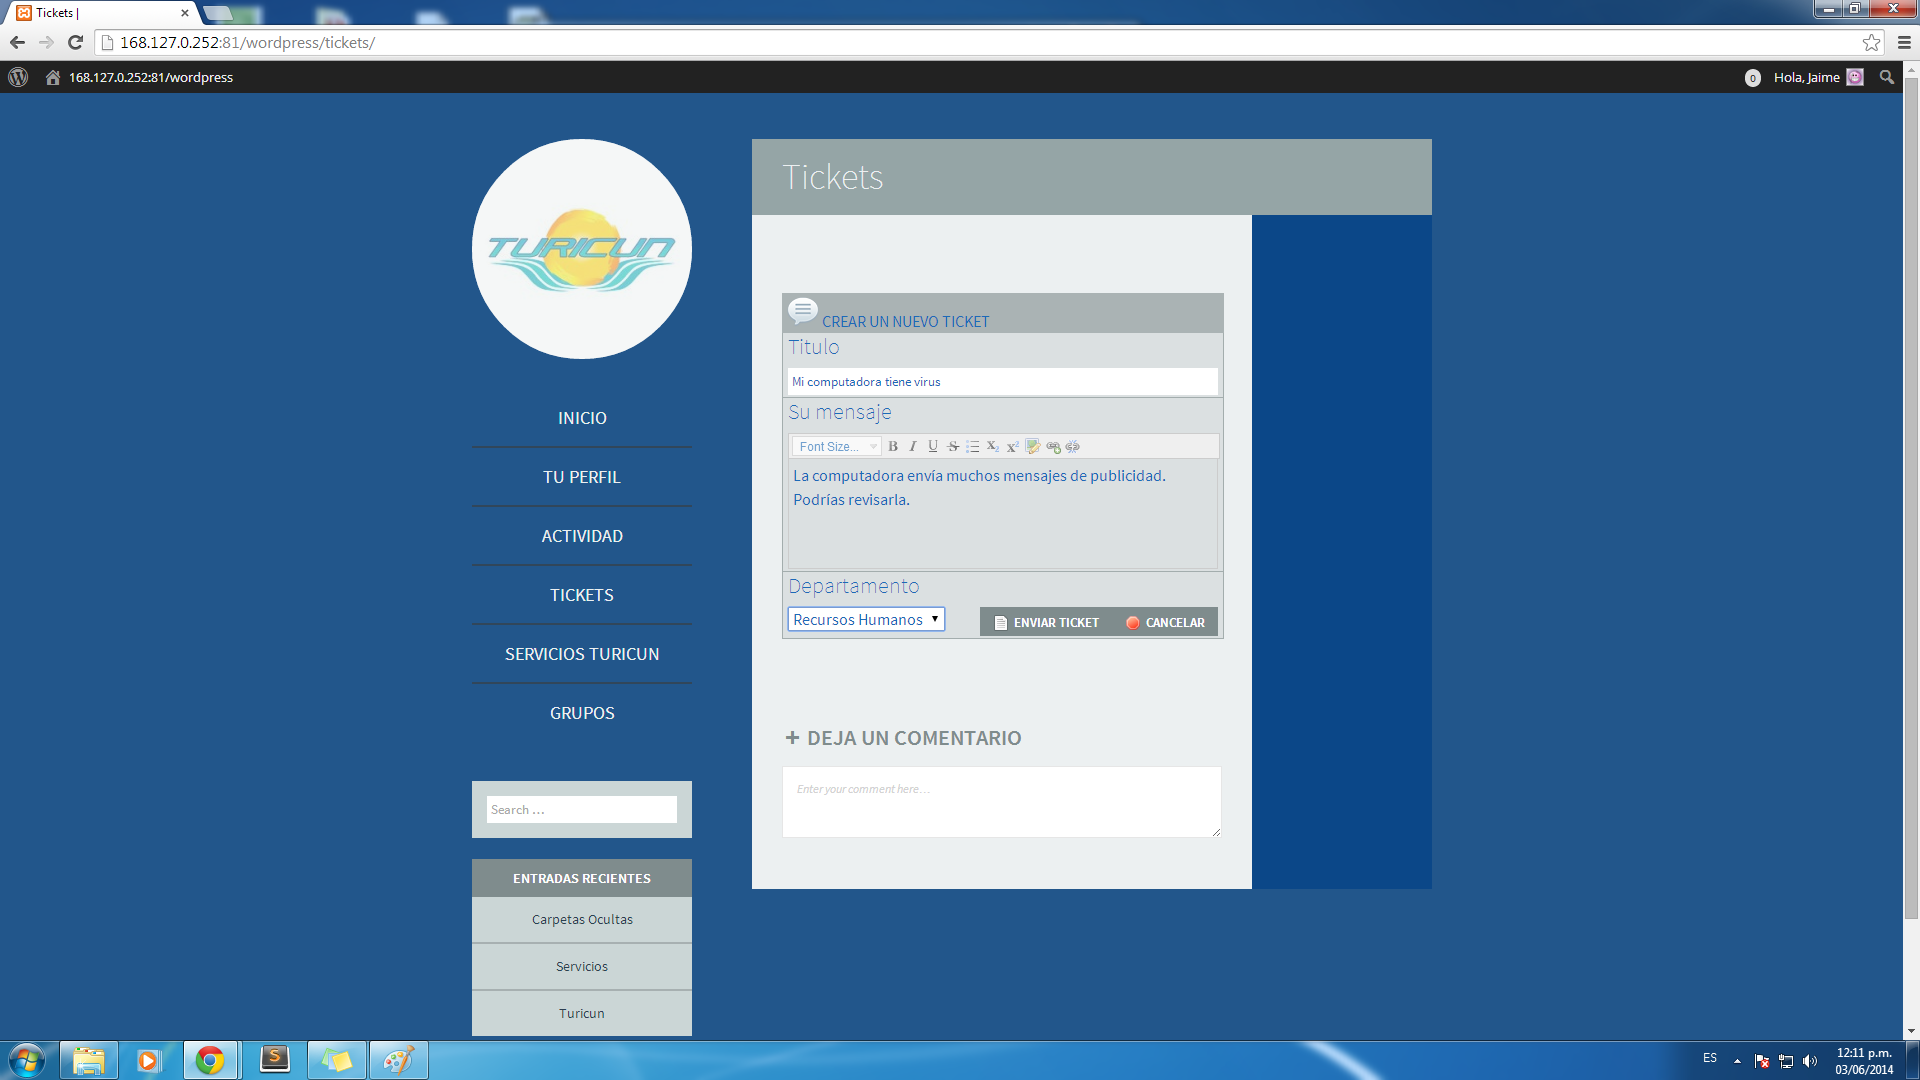 Tickets |
168.127.0.252:81/wordpress/tickets/
168.127.0.252:81/wordpress
0
Hola, Jaime
TURICUN
INICIO
TU PERFIL
ACTIVIDAD
TICKETS
SERVICIOS TURICUN
GRUPOS
Search ...
ENTRADAS RECIENTES
Carpetas Ocultas
Servicios
Turicun
Tickets
CREAR UN NUEVO TICKET
Titulo
Mi computadora tiene virus
Su mensaje
Font Size... B I U S X2 X2
La computadora envía muchos mensajes de publicidad.
Podrías revisarla.
Departamento
Recursos Humanos
ENVIAR TICKET
CANCELAR
+ DEJA UN COMENTARIO
Enter your comment here...
ES
12:11 p.m.
03/06/2014